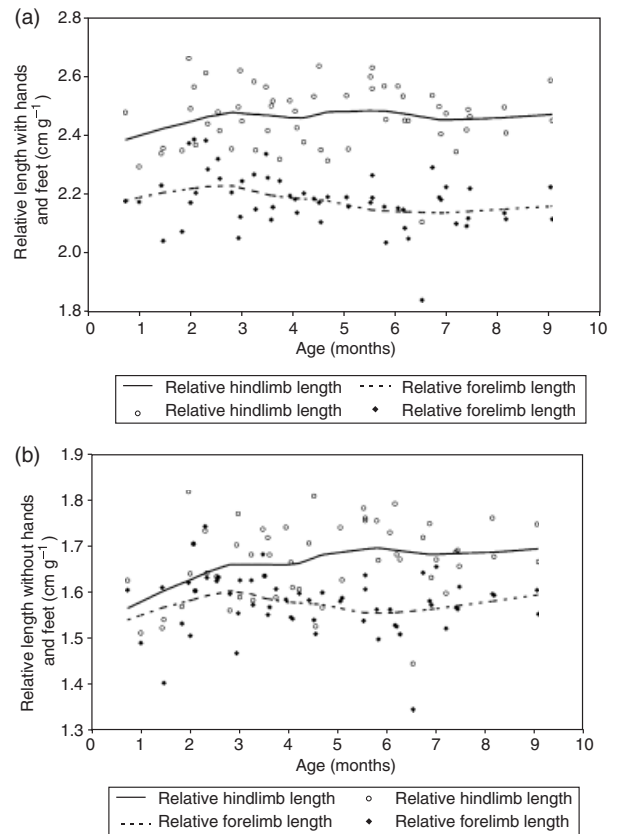 (a)
2.8
2.6
2.4
2.2
2.0
1.8
Relative length with hands
and feet (cm g⁻¹)
0 1 2 3 4 5 6 7 8 9 10
Age (months)
Relative hindlimb length Relative forelimb length
Relative hindlimb length Relative forelimb length
(b)
1.9
1.8
1.7
1.6
1.5
1.4
1.3
Relative length without hands
and feet (cm g⁻¹)
0 1 2 3 4 5 6 7 8 9 10
Age (months)
Relative hindlimb length Relative hindlimb length
Relative forelimb length Relative forelimb length